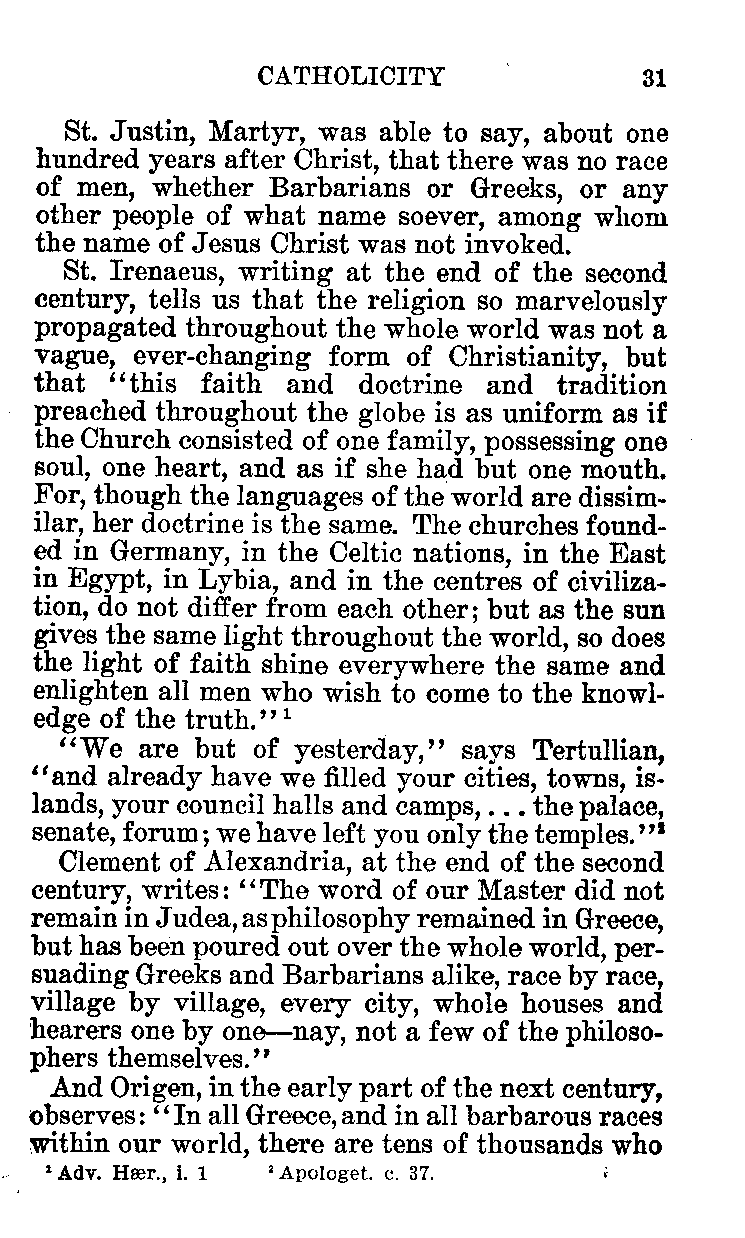 CATHOLICITY 31
St. Justin, Martyr, was able to say, about one
hundred years after Christ, that there was no race
of men, whether Barbarians or Greeks, or any
other people of what name soever, among whom
the name of Jesus Christ was not invoked.
St. Irenaeus, writing at the end of the second
century, tells us that the religion so marvelously
propagated throughout the whole world was not a
vague, ever-changing form of Christianity, but
that "this faith and doctrine and tradition
preached throughout the globe is as uniform as if
the Church consisted of one family, possessing one
soul, one heart, and as if she had but one mouth.
For, though the languages of the world are dissim-
ilar, her doctrine is the same. The churches found-
ed in Germany, in the Celtic nations, in the East
in Egypt, in Lybia, and in the centres of civiliza-
tion, do not differ from each other; but as the sun
gives the same light throughout the world, so does
the light of faith shine everywhere the same and
enlighten all men who wish to come to the knowl-
edge of the truth." ¹
"We are but of yesterday," says Tertullian,
"and already have we filled your cities, towns, is-
lands, your council halls and camps, . . . the palace,
senate, forum; we have left you only the temples."²
Clement of Alexandria, at the end of the second
century, writes: "The word of our Master did not
remain in Judea, as philosophy remained in Greece,
but has been poured out over the whole world, per-
suading Greeks and Barbarians alike, race by race,
village by village, every city, whole houses and
hearers one by one—nay, not a few of the philoso-
phers themselves."
And Origen, in the early part of the next century,
observes: "In all Greece, and in all barbarous races
within our world, there are tens of thousands who
¹ Adv. Hær., i. 1 ² Apologet. c. 37.